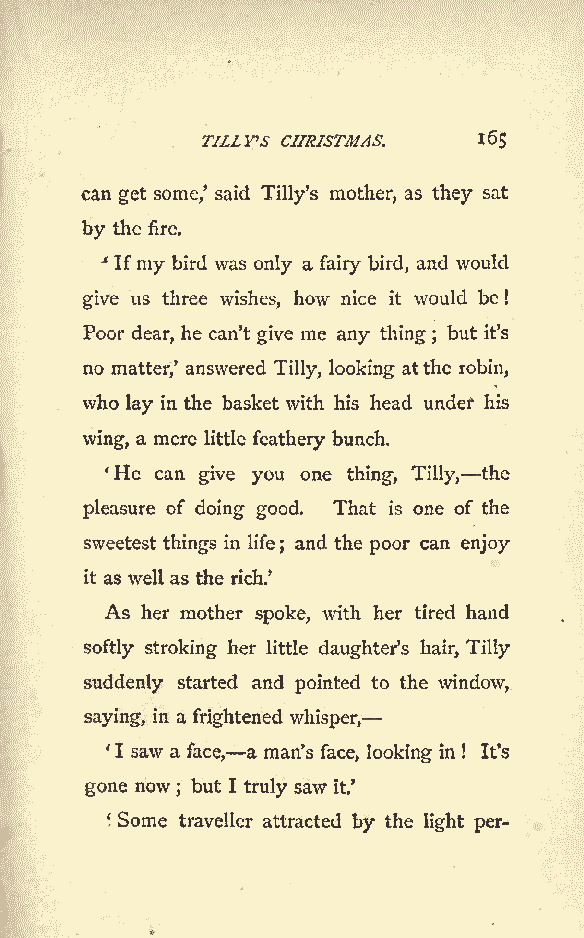 TILLY'S CHRISTMAS. 165
can get some,' said Tilly's mother, as they sat
by the fire.
'If my bird was only a fairy bird, and would
give us three wishes, how nice it would be!
Poor dear, he can't give me any thing; but it's
no matter,' answered Tilly, looking at the robin,
who lay in the basket with his head under his
wing, a mere little feathery bunch.
'He can give you one thing, Tilly,—the
pleasure of doing good. That is one of the
sweetest things in life; and the poor can enjoy
it as well as the rich.'
As her mother spoke, with her tired hand
softly stroking her little daughter's hair, Tilly
suddenly started and pointed to the window,
saying, in a frightened whisper,—
'I saw a face,—a man's face, looking in! It's
gone now; but I truly saw it.'
'Some traveller attracted by the light per-